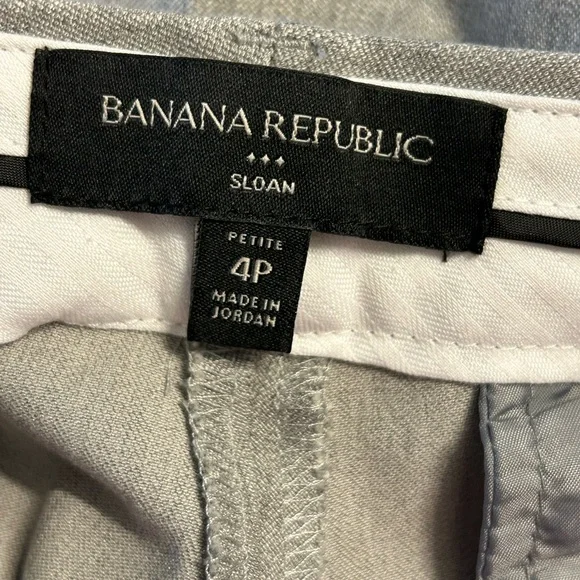 BANANA REPUBLIC
SLOAN
PETITE
4P
MADE IN
JORDAN